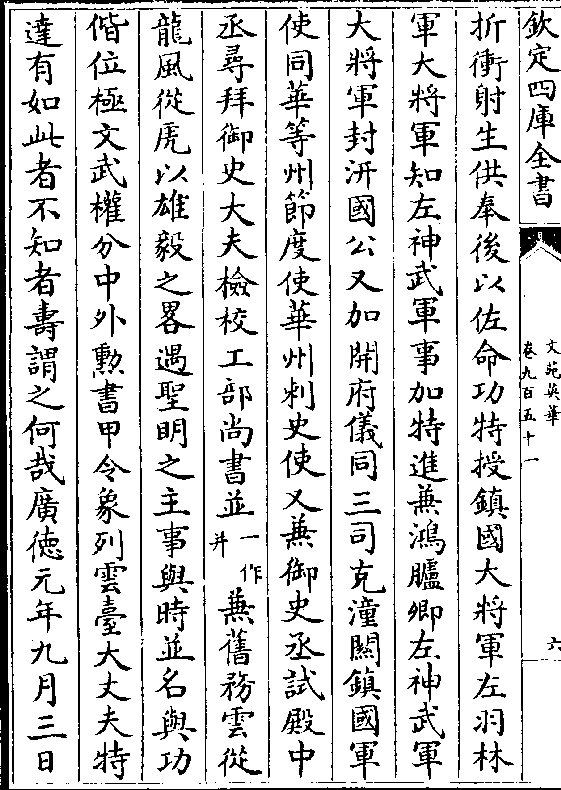 欽定四庫全書
文苑英華
卷九百五十一
六
折衝射生供奉後以佐命功特授鎮國大將軍左羽林
軍大將軍知左神武軍事加特進兼鴻臚卿左神武軍
大將軍封汧國公又加開府儀同三司充潼關鎮國軍
使同華等州節度使華州刺史使又兼御史丞試殿中
丞尋拜御史大夫檢校工部尚書並一作并兼舊務雲從
龍風從虎以雄毅之畧遇聖明之主事與時並名與功
偕位極文武權分中外勲書甲令象列雲臺大丈夫特
達有如此者不知者壽謂之何哉廣徳元年九月三日